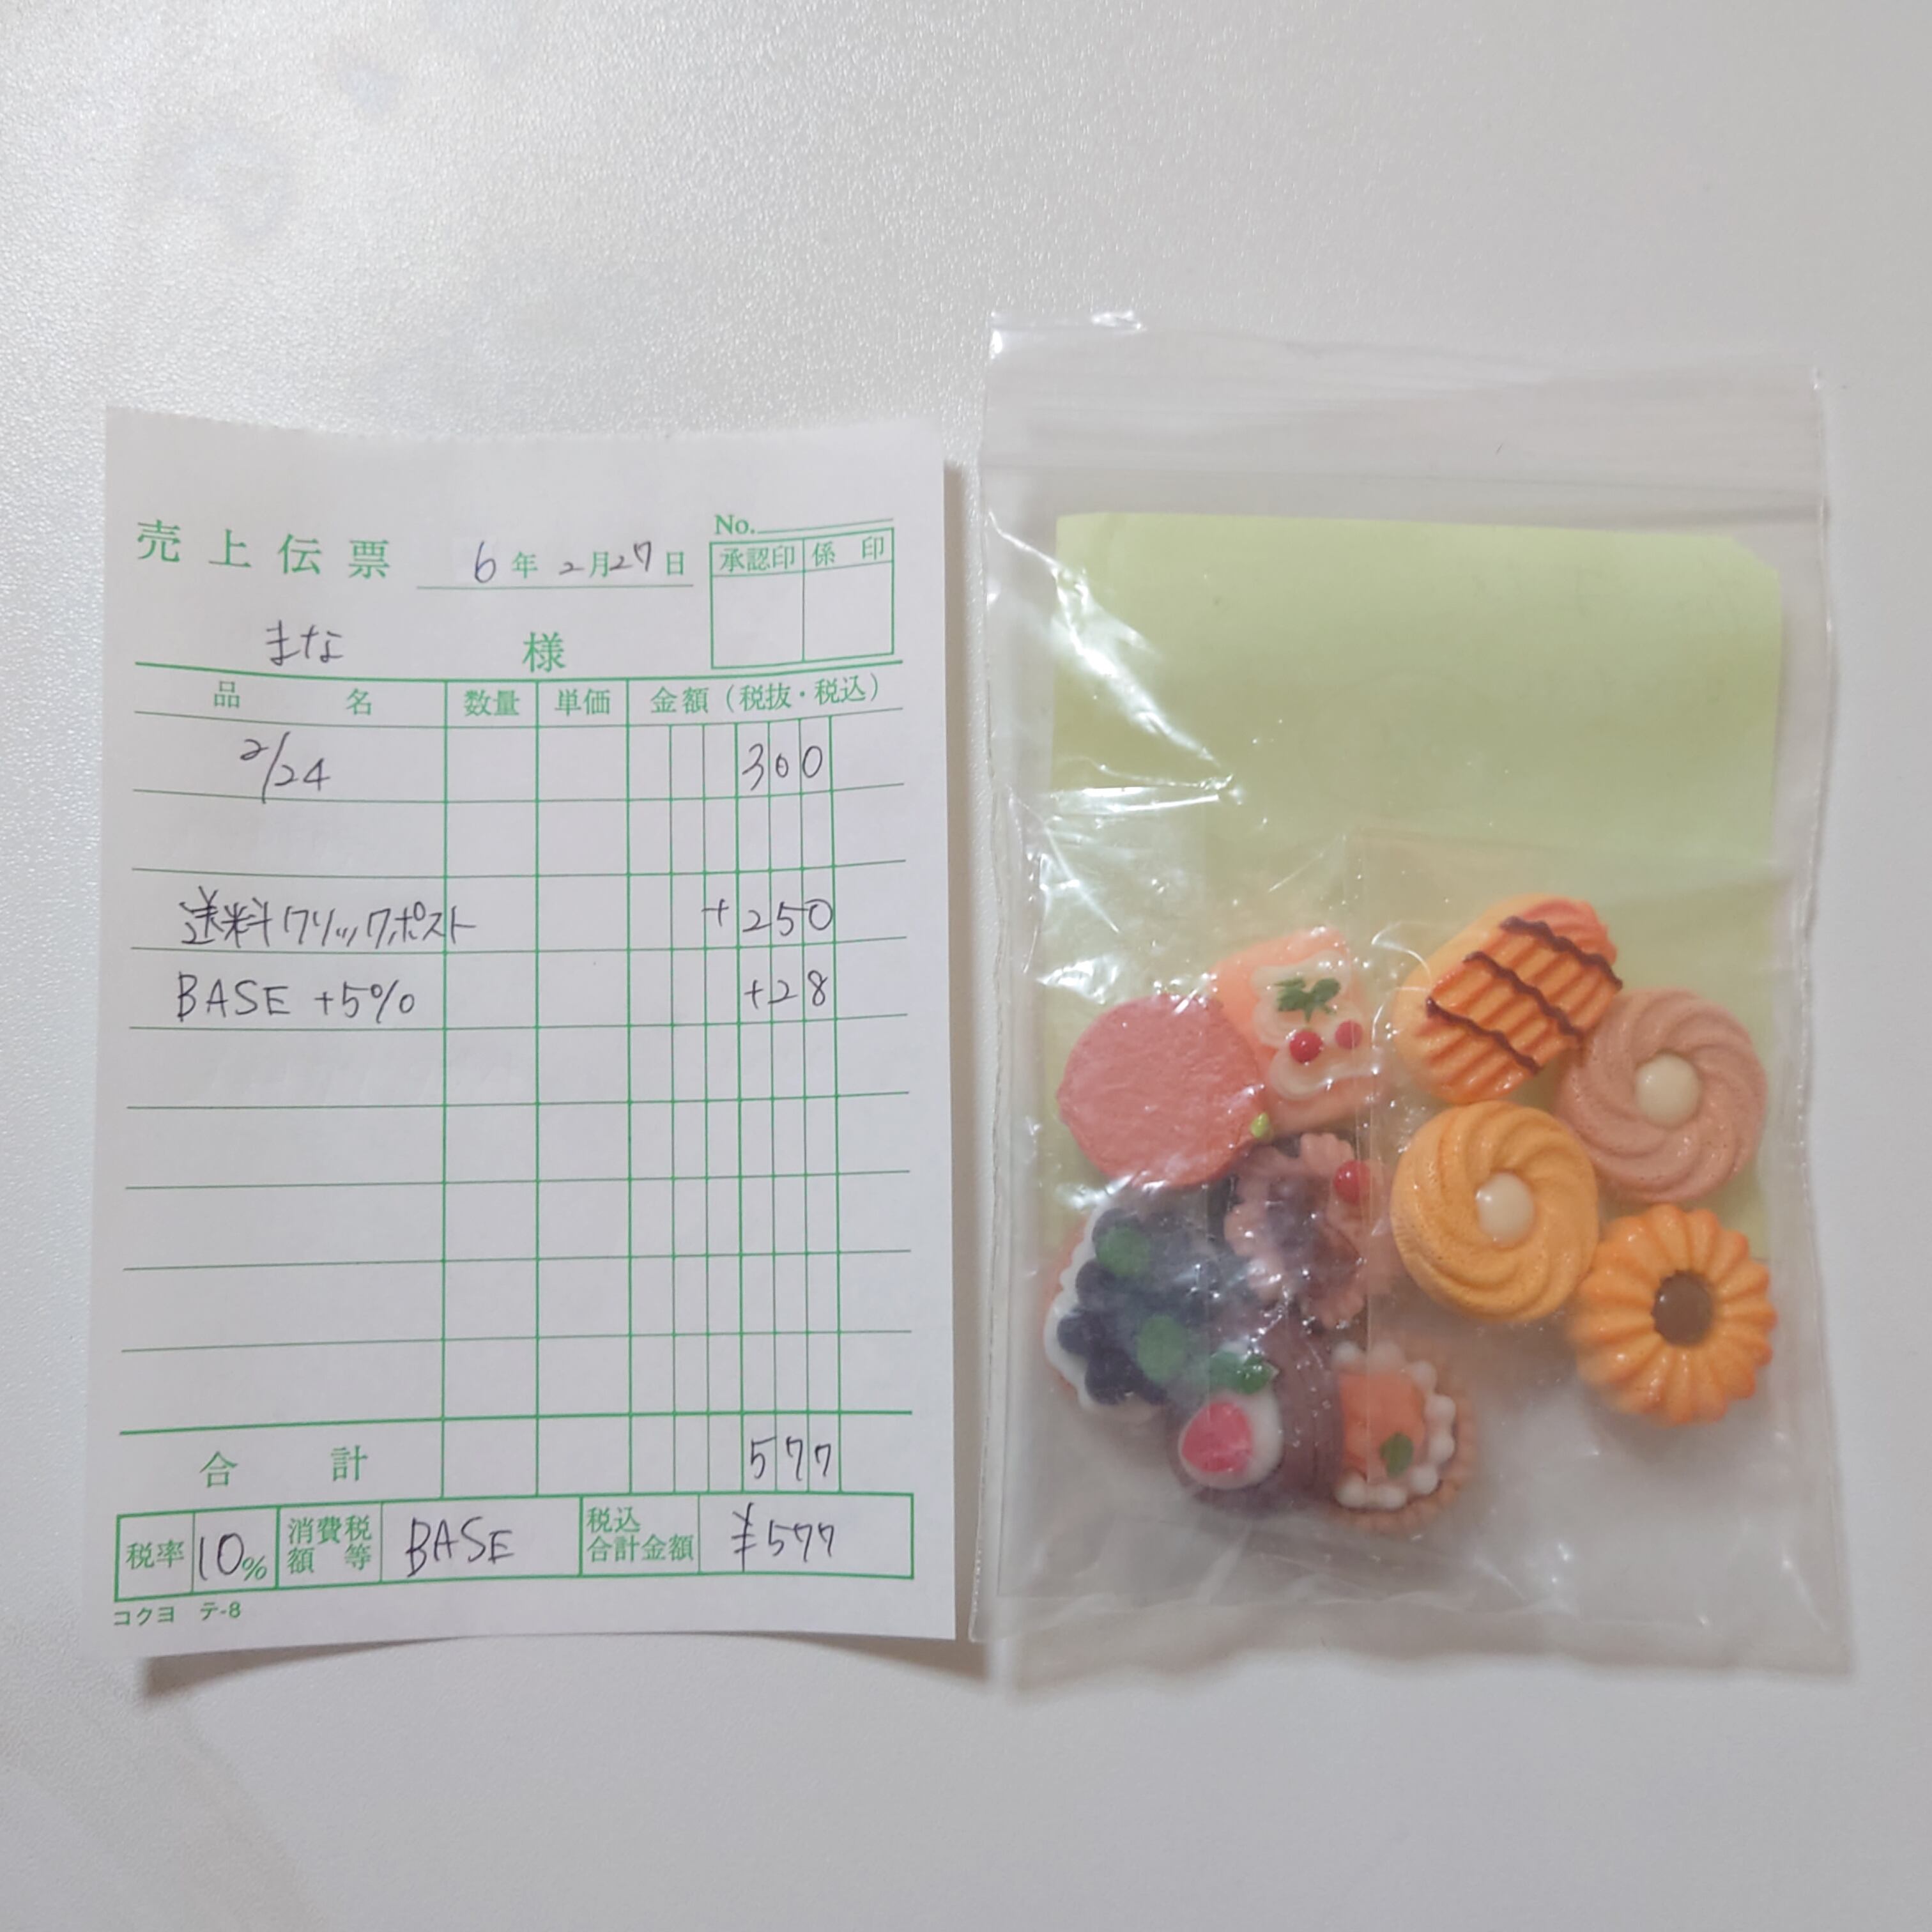 No.
売上伝票 6年 2月27日
承認印 係印
まな 様
品名 数量 単価 金額(税抜・税込)
2/24 300
送料クリックポスト +250
BASE +5% +28
合計 577
税率 10% 消費税額等 BASE 税込合計金額 ¥577
コクヨ テ-8